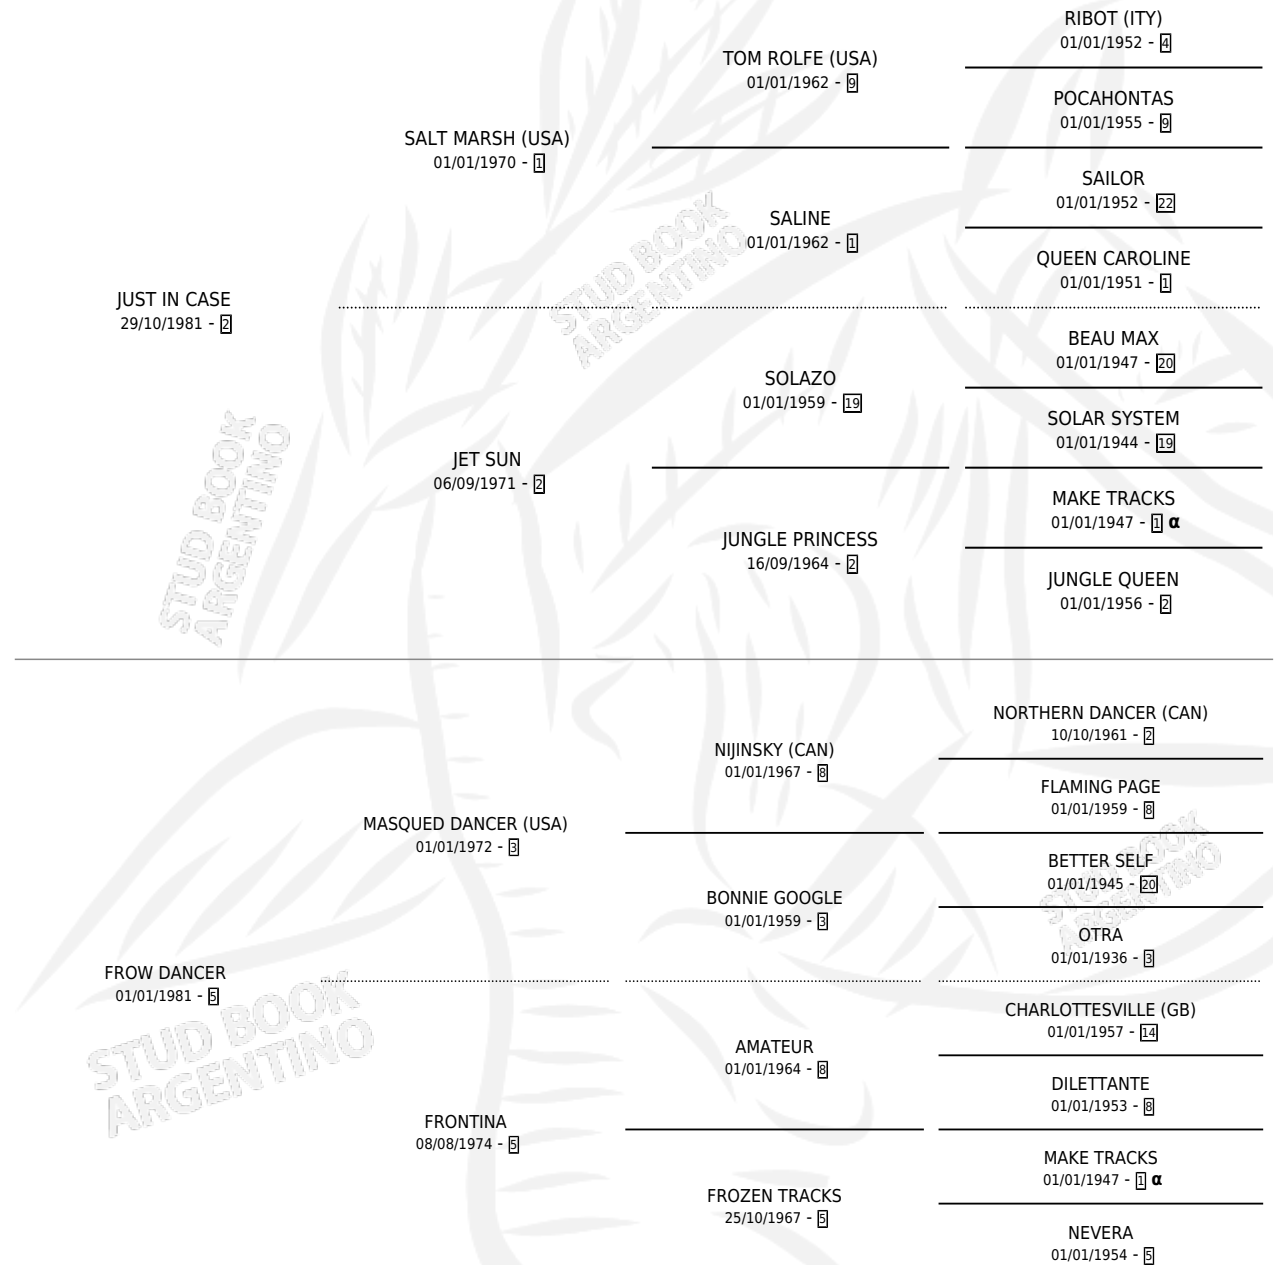 RIBOT (ITY)
01/01/1952 - 4
TOM ROLFE (USA)
01/01/1962 - 9
POCAHONTAS
01/01/1955 - 9
SALT MARSH (USA)
01/01/1970 - 1
SAILOR
01/01/1952 - 22
SALINE
01/01/1962 - 1
QUEEN CAROLINE
01/01/1951 - 1
JUST IN CASE
29/10/1981 - 2
BEAU MAX
01/01/1947 - 20
SOLAZO
01/01/1959 - 19
SOLAR SYSTEM
01/01/1944 - 19
JET SUN
06/09/1971 - 2
MAKE TRACKS
01/01/1947 - 1 α
JUNGLE PRINCESS
16/09/1964 - 2
JUNGLE QUEEN
01/01/1956 - 2
NORTHERN DANCER (CAN)
10/10/1961 - 2
NIJINSKY (CAN)
01/01/1967 - 8
FLAMING PAGE
01/01/1959 - 8
MASQUED DANCER (USA)
01/01/1972 - 3
BETTER SELF
01/01/1945 - 20
BONNIE GOOGLE
01/01/1959 - 3
OTRA
01/01/1936 - 3
FROW DANCER
01/01/1981 - 5
CHARLOTTESVILLE (GB)
01/01/1957 - 14
AMATEUR
01/01/1964 - 8
DILETTANTE
01/01/1953 - 8
FRONTINA
08/08/1974 - 5
MAKE TRACKS
01/01/1947 - 1 α
FROZEN TRACKS
25/10/1967 - 5
NEVERA
01/01/1954 - 5
STUD BOOK
ARGENTINO
STUD BOOK
ARGENTINO
STUD BOOK
ARGENTINO
STUD BOOK
ARGENTINO